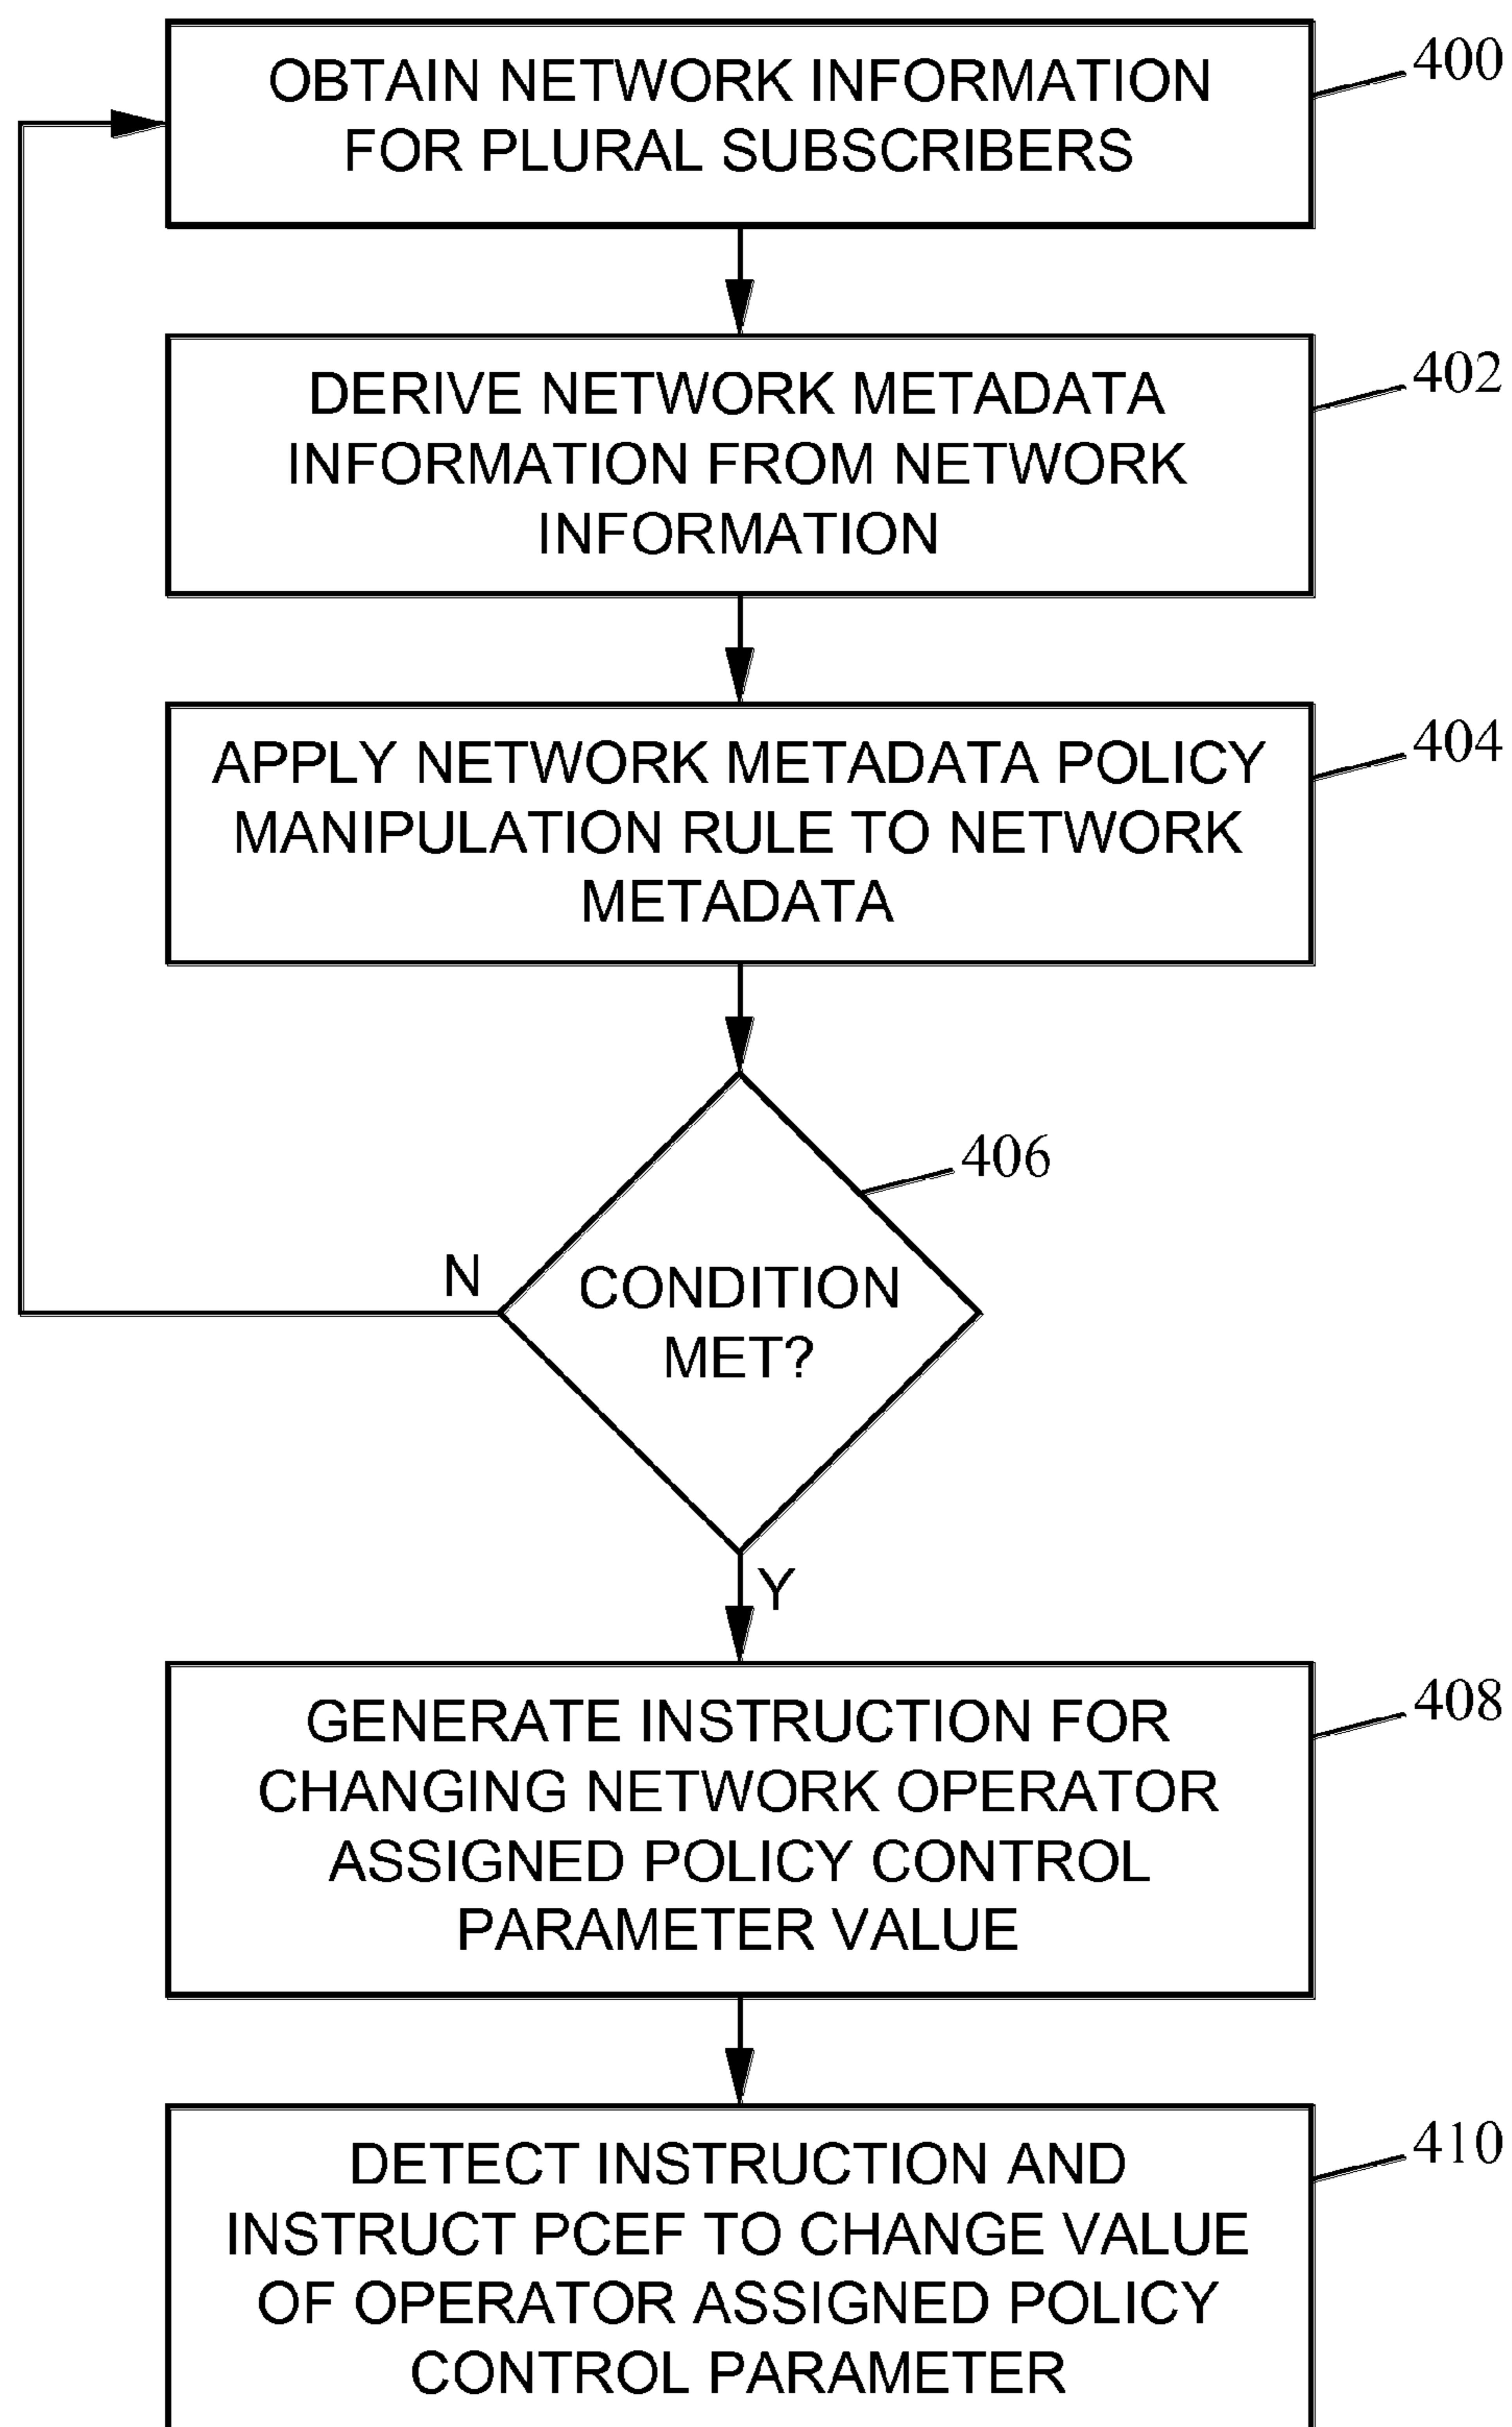 OBTAIN NETWORK INFORMATION
FOR PLURAL SUBSCRIBERS
400
DERIVE NETWORK METADATA
INFORMATION FROM NETWORK
INFORMATION
402
APPLY NETWORK METADATA POLICY
MANIPULATION RULE TO NETWORK
METADATA
404
406
N
CONDITION
MET?
Y
GENERATE INSTRUCTION FOR
CHANGING NETWORK OPERATOR
ASSIGNED POLICY CONTROL
PARAMETER VALUE
408
DETECT INSTRUCTION AND
INSTRUCT PCEF TO CHANGE VALUE
OF OPERATOR ASSIGNED POLICY
CONTROL PARAMETER
410